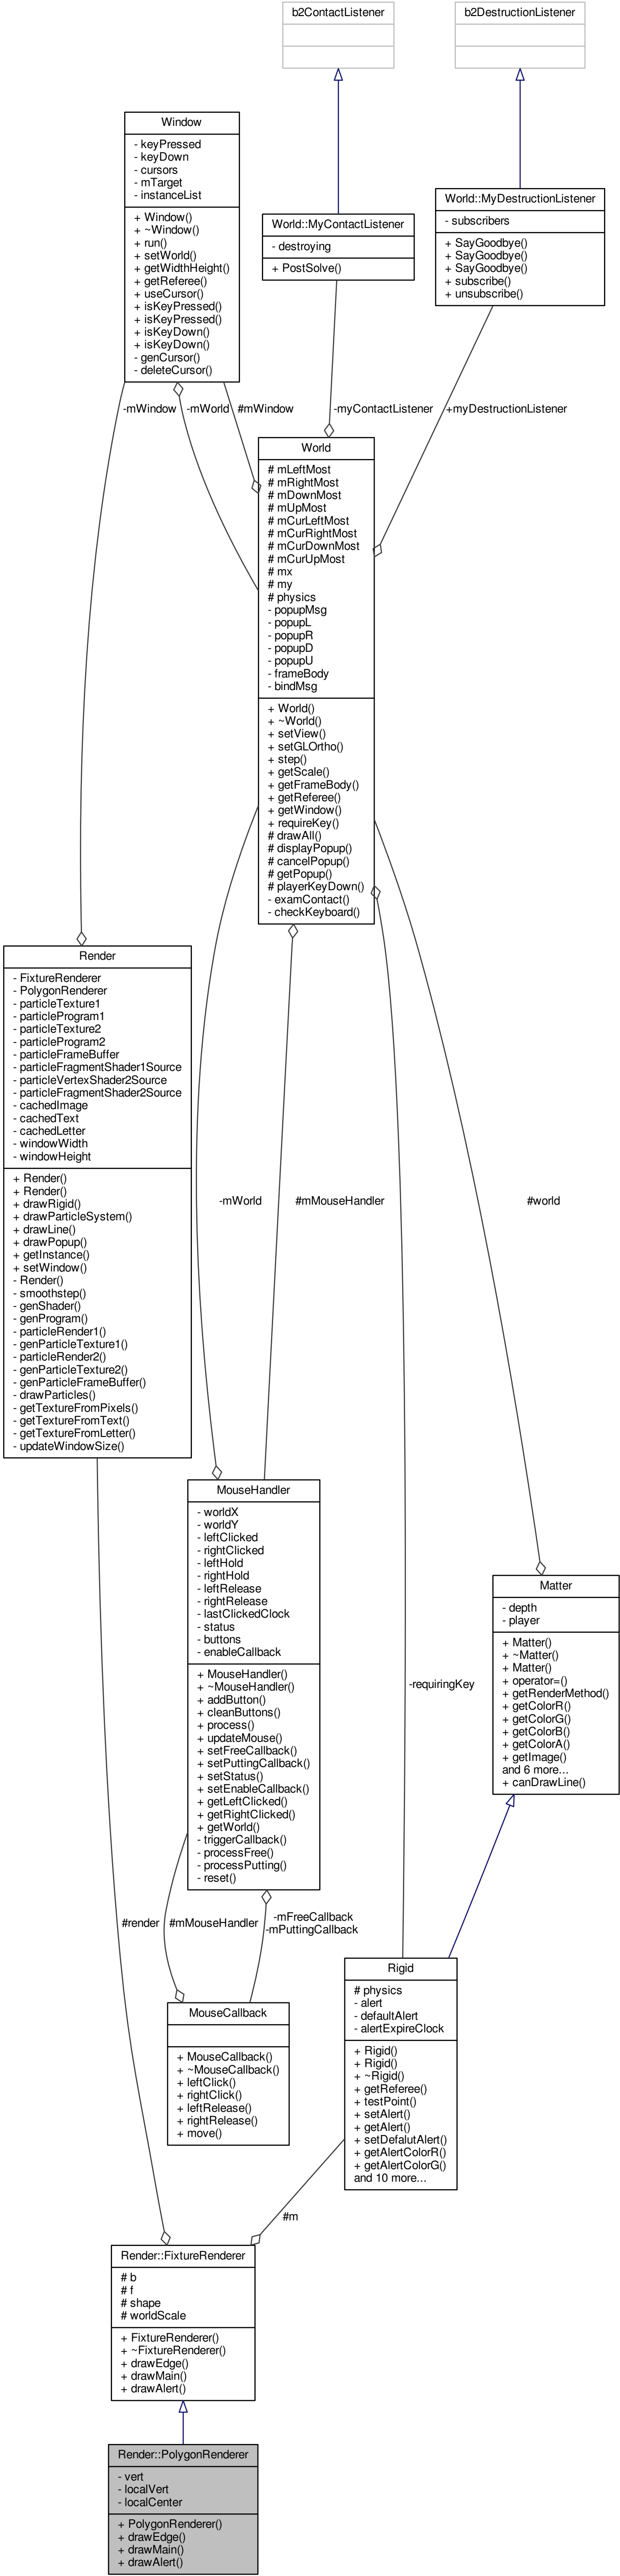 b2ContactListener
b2DestructionListener
Window
- keyPressed
- keyDown
- cursors
- mTarget
- instanceList
+ Window()
+ ~Window()
+ run()
+ setWorld()
+ getWidthHeight()
+ getReferee()
+ useCursor()
+ isKeyPressed()
+ isKeyPressed()
+ isKeyDown()
+ isKeyDown()
- genCursor()
- deleteCursor()
World::MyContactListener
- destroying
+ PostSolve()
World::MyDestructionListener
- subscribers
+ SayGoodbye()
+ SayGoodbye()
+ SayGoodbye()
+ subscribe()
+ unsubscribe()
-mWindow
-mWorld
#mWindow
-myContactListener
+myDestructionListener
World
# mLeftMost
# mRightMost
# mDownMost
# mUpMost
# mCurLeftMost
# mCurRightMost
# mCurDownMost
# mCurUpMost
# mx
# my
# physics
- popupMsg
- popupL
- popupR
- popupD
- popupU
- frameBody
- bindMsg
+ World()
+ ~World()
+ setView()
+ setGLOrtho()
+ step()
+ getScale()
+ getFrameBody()
+ getReferee()
+ getWindow()
+ requireKey()
# drawAll()
# displayPopup()
# cancelPopup()
# getPopup()
# playerKeyDown()
- examContact()
- checkKeyboard()
Render
- FixtureRenderer
- PolygonRenderer
- particleTexture1
- particleProgram1
- particleTexture2
- particleProgram2
- particleFrameBuffer
- particleFragmentShader1Source
- particleVertexShader2Source
- particleFragmentShader2Source
- cachedImage
- cachedText
- cachedLetter
- windowWidth
- windowHeight
+ Render()
+ Render()
+ drawRigid()
+ drawParticleSystem()
+ drawLine()
+ drawPopup()
+ getInstance()
+ setWindow()
- Render()
- smoothstep()
- genShader()
- genProgram()
- particleRender1()
- genParticleTexture1()
- particleRender2()
- genParticleTexture2()
- genParticleFrameBuffer()
- drawParticles()
- getTextureFromPixels()
- getTextureFromText()
- getTextureFromLetter()
- updateWindowSize()
-mWorld
#mMouseHandler
#world
MouseHandler
- worldX
- worldY
- leftClicked
- rightClicked
- leftHold
- rightHold
- leftRelease
- rightRelease
- lastClickedClock
- status
- buttons
- enableCallback
+ MouseHandler()
+ ~MouseHandler()
+ addButton()
+ cleanButtons()
+ process()
+ updateMouse()
+ setFreeCallback()
+ setPuttingCallback()
+ setStatus()
+ setEnableCallback()
+ getLeftClicked()
+ getRightClicked()
+ getWorld()
- triggerCallback()
- processFree()
- processPutting()
- reset()
-requiringKey
Matter
- depth
- player
+ Matter()
+ ~Matter()
+ Matter()
+ operator=()
+ getRenderMethod()
+ getColorR()
+ getColorG()
+ getColorB()
+ getColorA()
+ getImage()
and 6 more...
+ canDrawLine()
#render
#mMouseHandler
-mFreeCallback
-mPuttingCallback
MouseCallback
+ MouseCallback()
+ ~MouseCallback()
+ leftClick()
+ rightClick()
+ leftRelease()
+ rightRelease()
+ move()
Rigid
# physics
- alert
- defaultAlert
- alertExpireClock
+ Rigid()
+ Rigid()
+ ~Rigid()
+ getReferee()
+ testPoint()
+ setAlert()
+ getAlert()
+ setDefalutAlert()
+ getAlertColorR()
+ getAlertColorG()
and 10 more...
#m
Render::FixtureRenderer
# b
# f
# shape
# worldScale
+ FixtureRenderer()
+ ~FixtureRenderer()
+ drawEdge()
+ drawMain()
+ drawAlert()
Render::PolygonRenderer
- vert
- localVert
- localCenter
+ PolygonRenderer()
+ drawEdge()
+ drawMain()
+ drawAlert()